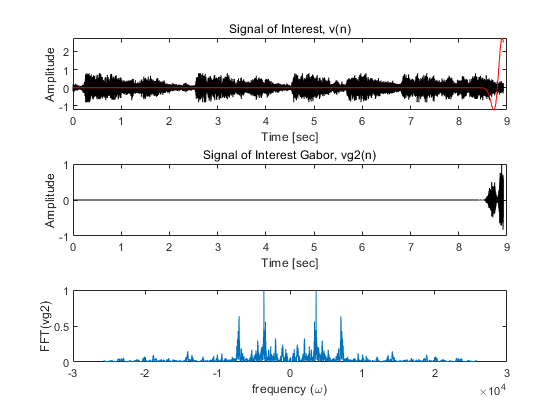 Signal of Interest, v(n)
Amplitude
2
1
0
-1
0 1 2 3 4 5 6 7 8 9
Time [sec]
Signal of Interest Gabor, vg2(n)
Amplitude
1
0
-1
0 1 2 3 4 5 6 7 8 9
Time [sec]
FFT(vg2)
1
0.5
0
-3 -2 -1 0 1 2 3
frequency (ω)
×10⁴